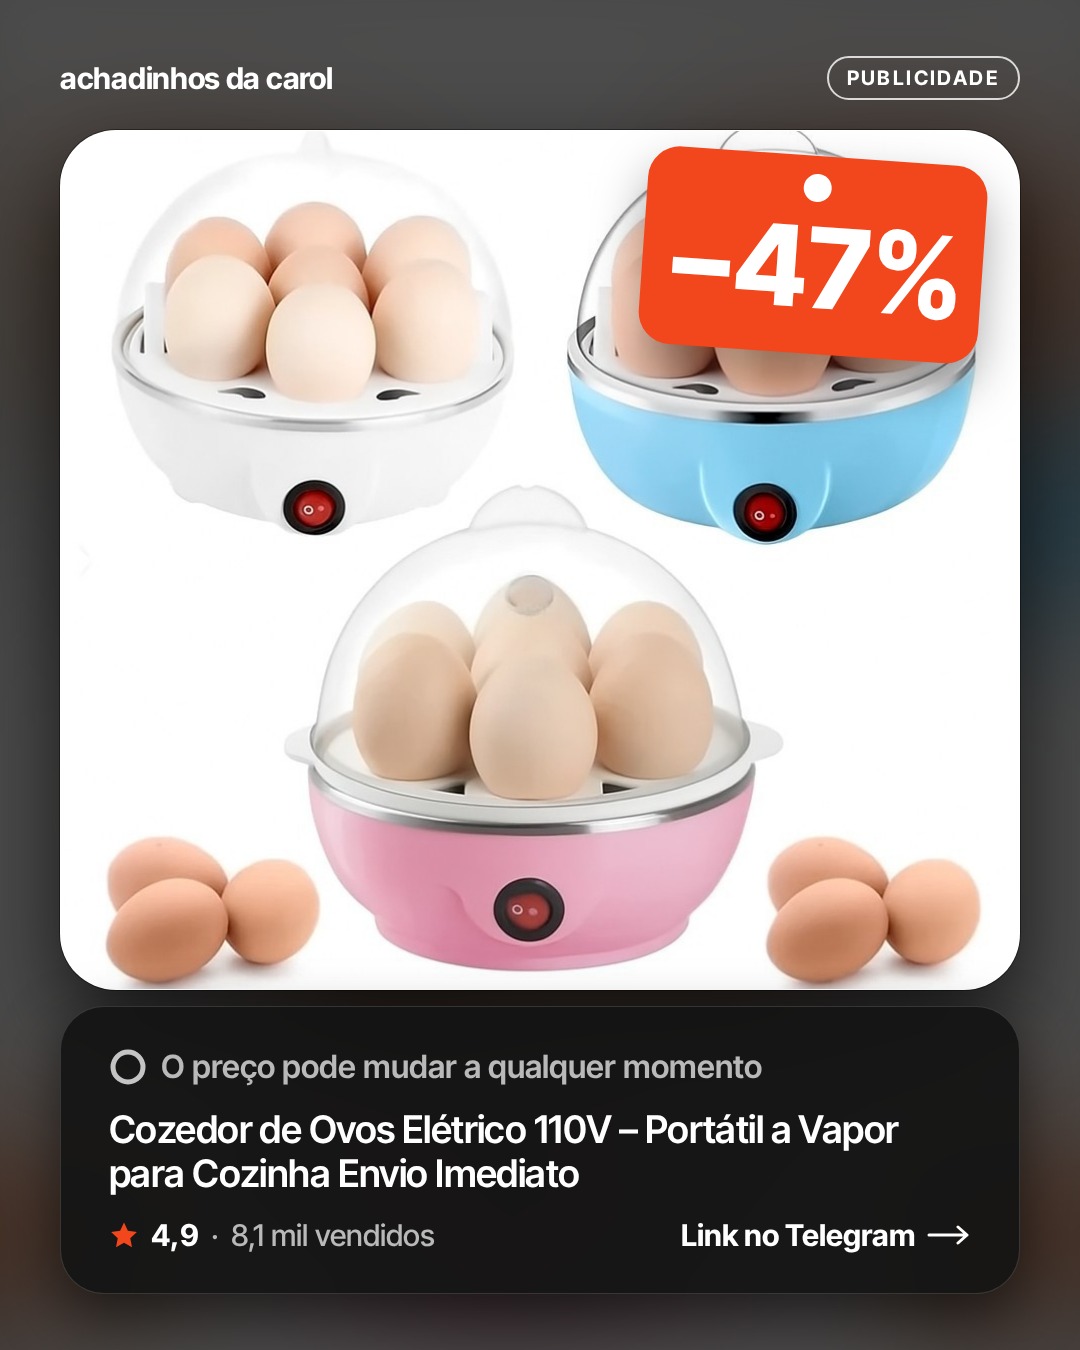 achadinhos da carol
PUBLICIDADE
−47%
O preço pode mudar a qualquer momento
Cozedor de Ovos Elétrico 110V – Portátil a Vapor
para Cozinha Envio Imediato
4,9 · 8,1 mil vendidos
Link no Telegram →